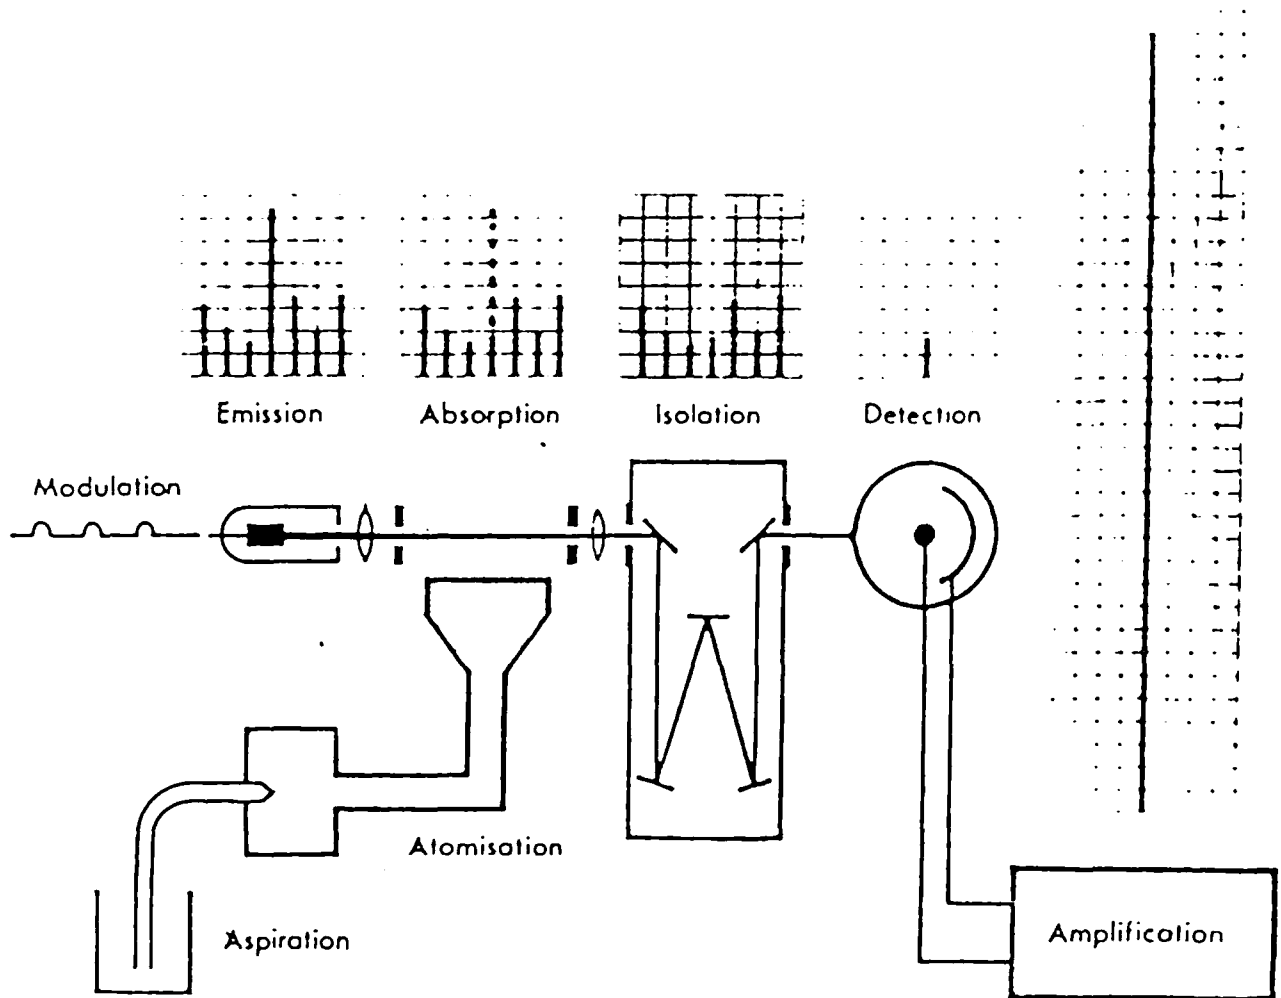 Emission
Absorption
Isolation
Detection
Modulation
Atomisation
Aspiration
Amplification